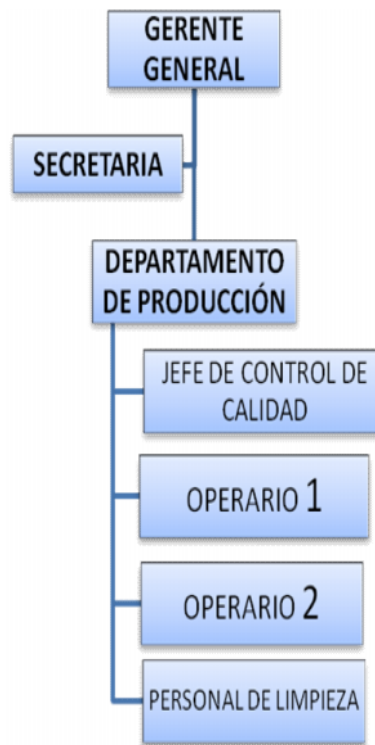 GERENTE
GENERAL
SECRETARIA
DEPARTAMENTO
DE PRODUCCIÓN
JEFE DE CONTROL DE
CALIDAD
OPERARIO 1
OPERARIO 2
PERSONAL DE LIMPIEZA